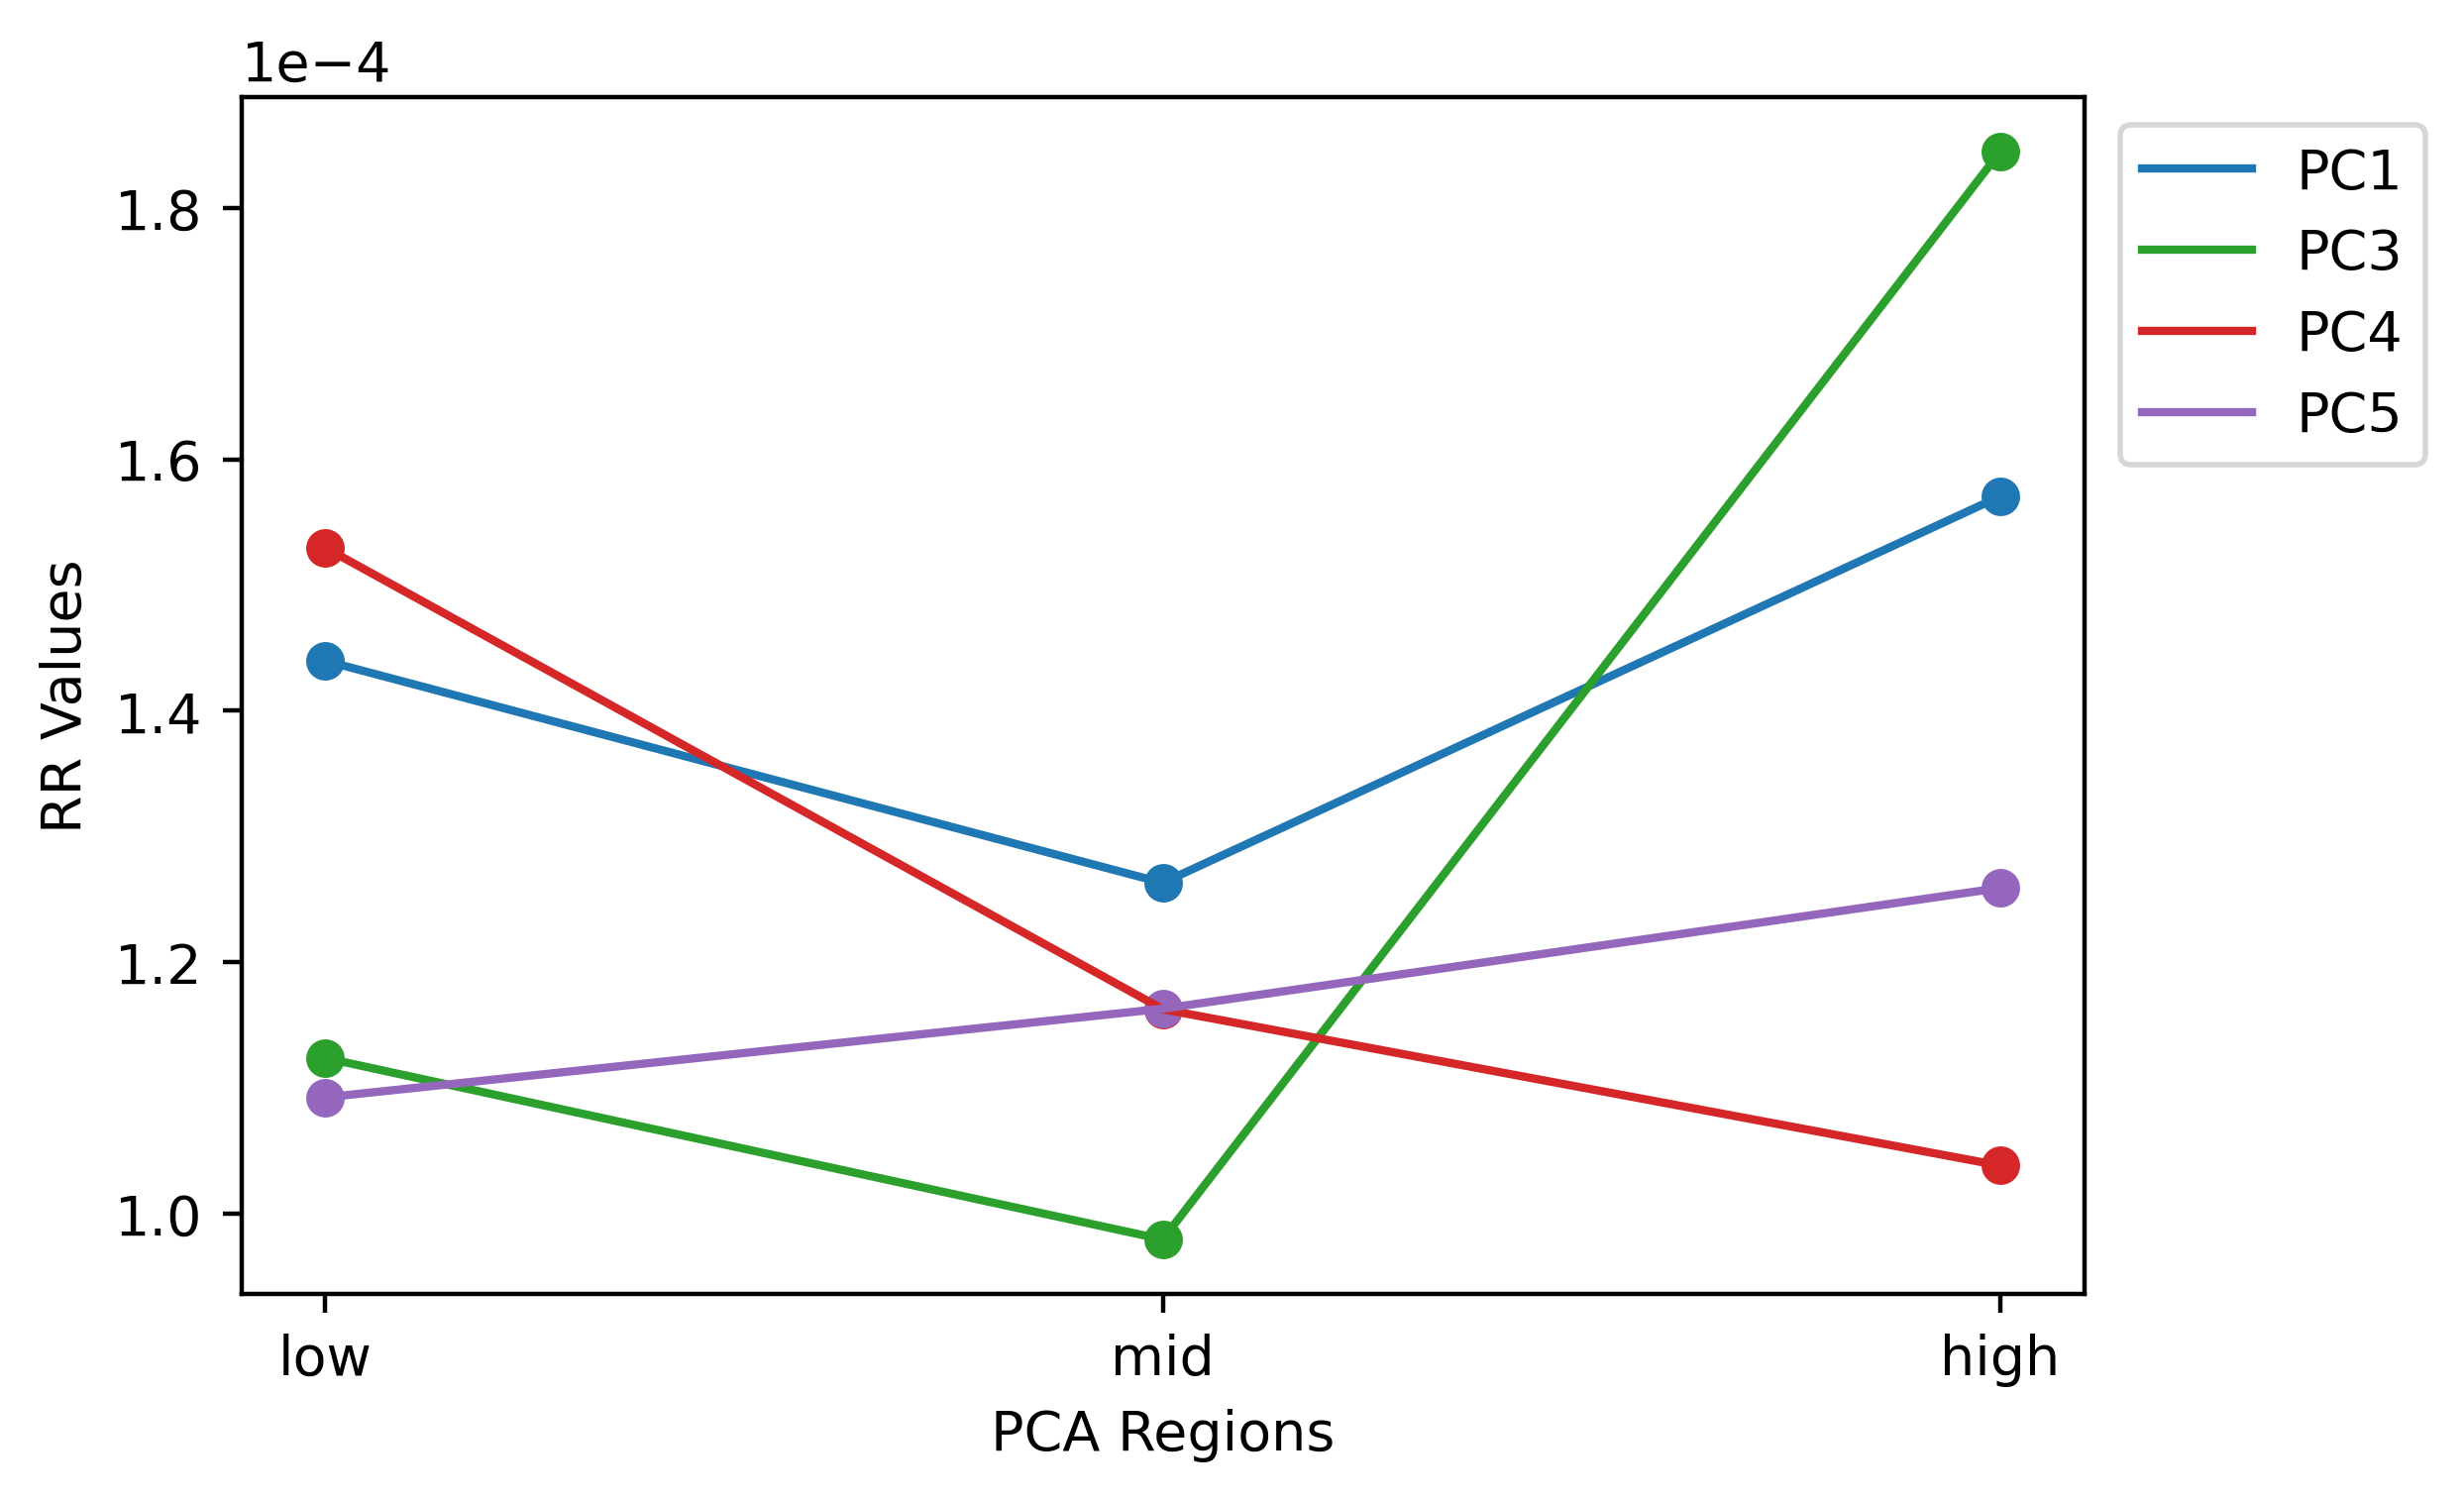 1e−4
1.8
1.6
1.4
1.2
1.0
RR Values
low
mid
high
PCA Regions
PC1
PC3
PC4
PC5